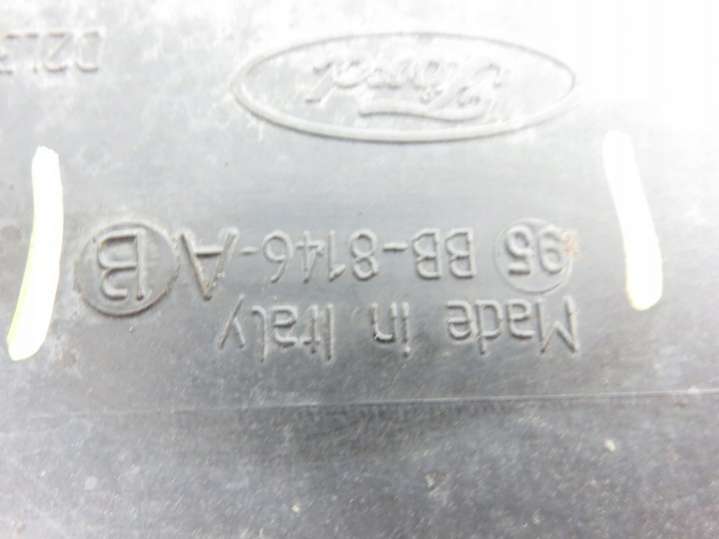 Made in Italy
95 BB-8146-A B
Ford